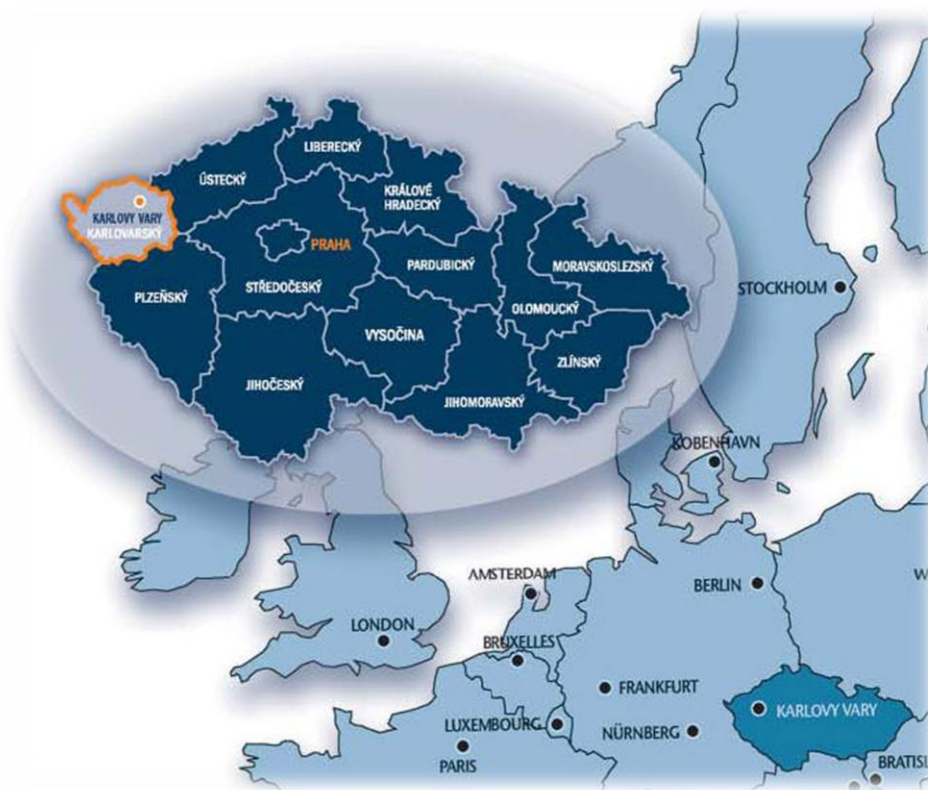 LIBERECKÝ
ÚSTECKÝ
KRÁLOVÉ
HRADECKÝ
KARLOVY VARY
KARLOVARSKÝ
PRAHA
PARDUBICKÝ
MORAVSKOSLEZSKÝ
PLZEŇSKÝ
STŘEDOČESKÝ
OLOMOUCKÝ
VYSOČINA
ZLÍNSKÝ
JIHOČESKÝ
JIHOMORAVSKÝ
STOCKHOLM
KOBENHAVN
AMSTERDAM
BERLIN
W
LONDON
BRUXELLES
FRANKFURT
KARLOVY VARY
LUXEMBOURG
NÜRNBERG
PARIS
BRATISL